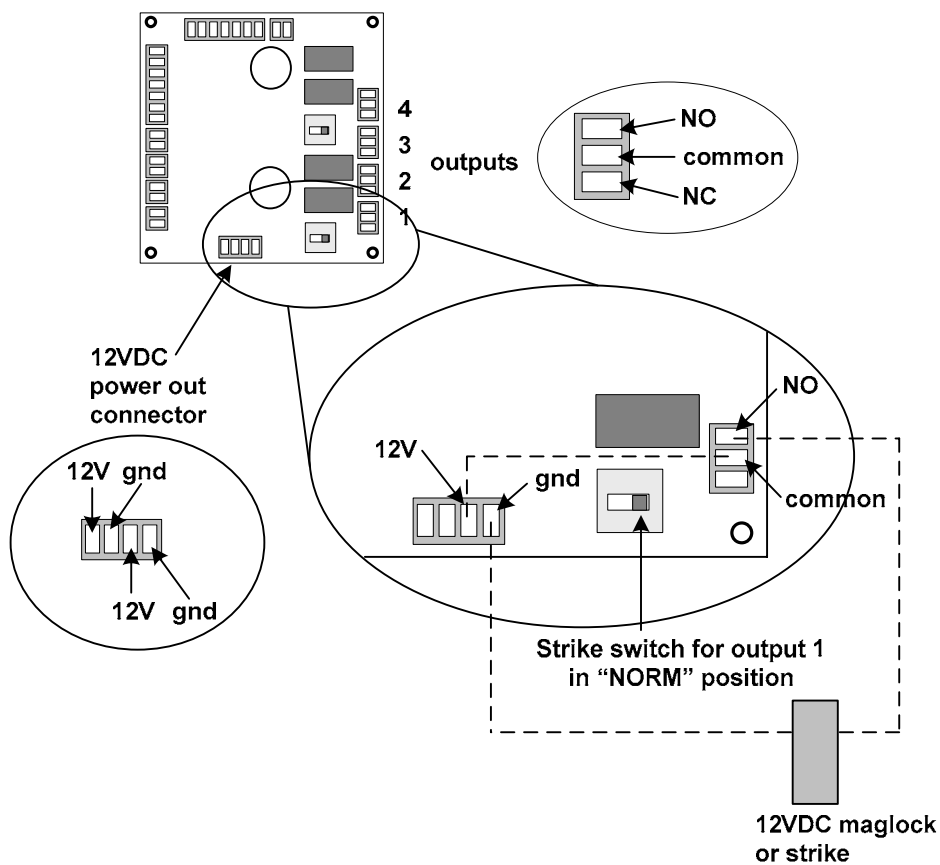 4
3
outputs
2
1
NO
common
NC
12VDC
power out
connector
12V gnd
12V gnd
12V
gnd
NO
common
Strike switch for output 1
in “NORM” position
12VDC maglock
or strike